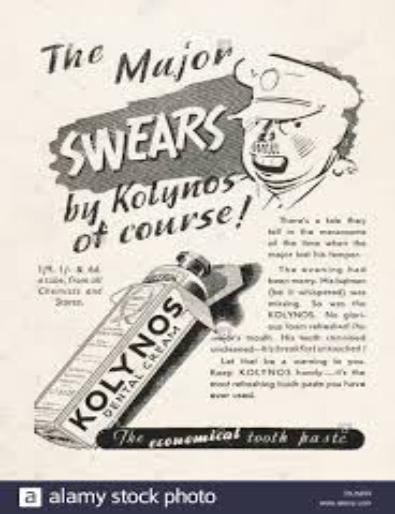 The Major
SWEARS
by Kolynos-
of course!
There's a tale they
tell in the messrooms
of the time when the
major lost his temper.
The evening had
been merry. His batman
(be it whispered) was
missing. So was the
KOLYNOS. No glori-
ous foam refreshed the
major's mouth. His teeth remained
uncleaned—his breakfast untouched!
Let that be a warning to you.
Keep KOLYNOS handy—it's the
most refreshing tooth paste you have
ever used.
1/9, 1/- & 6d.
a tube, from all
Chemists and
Stores.
KOLYNOS
DENTAL CREAM
The economical tooth paste
a alamy stock photo
www.alamy.com